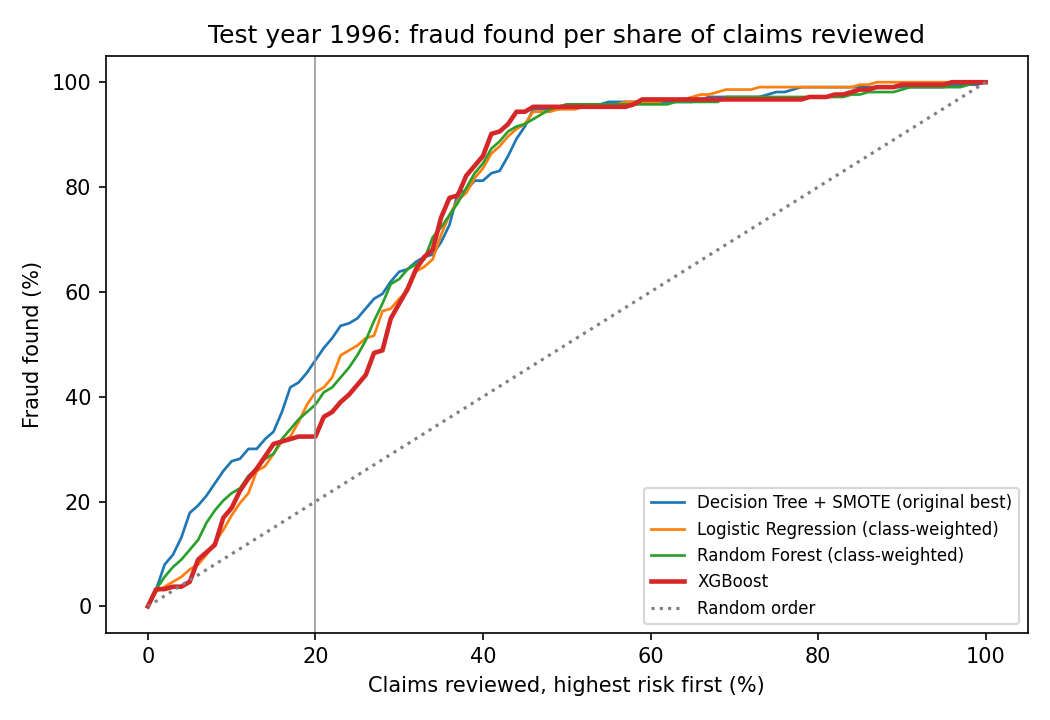 Test year 1996: fraud found per share of claims reviewed
100
80
60
40
20
0
Fraud found (%)
0 20 40 60 80 100
Claims reviewed, highest risk first (%)
Decision Tree + SMOTE (original best)
Logistic Regression (class-weighted)
Random Forest (class-weighted)
XGBoost
Random order